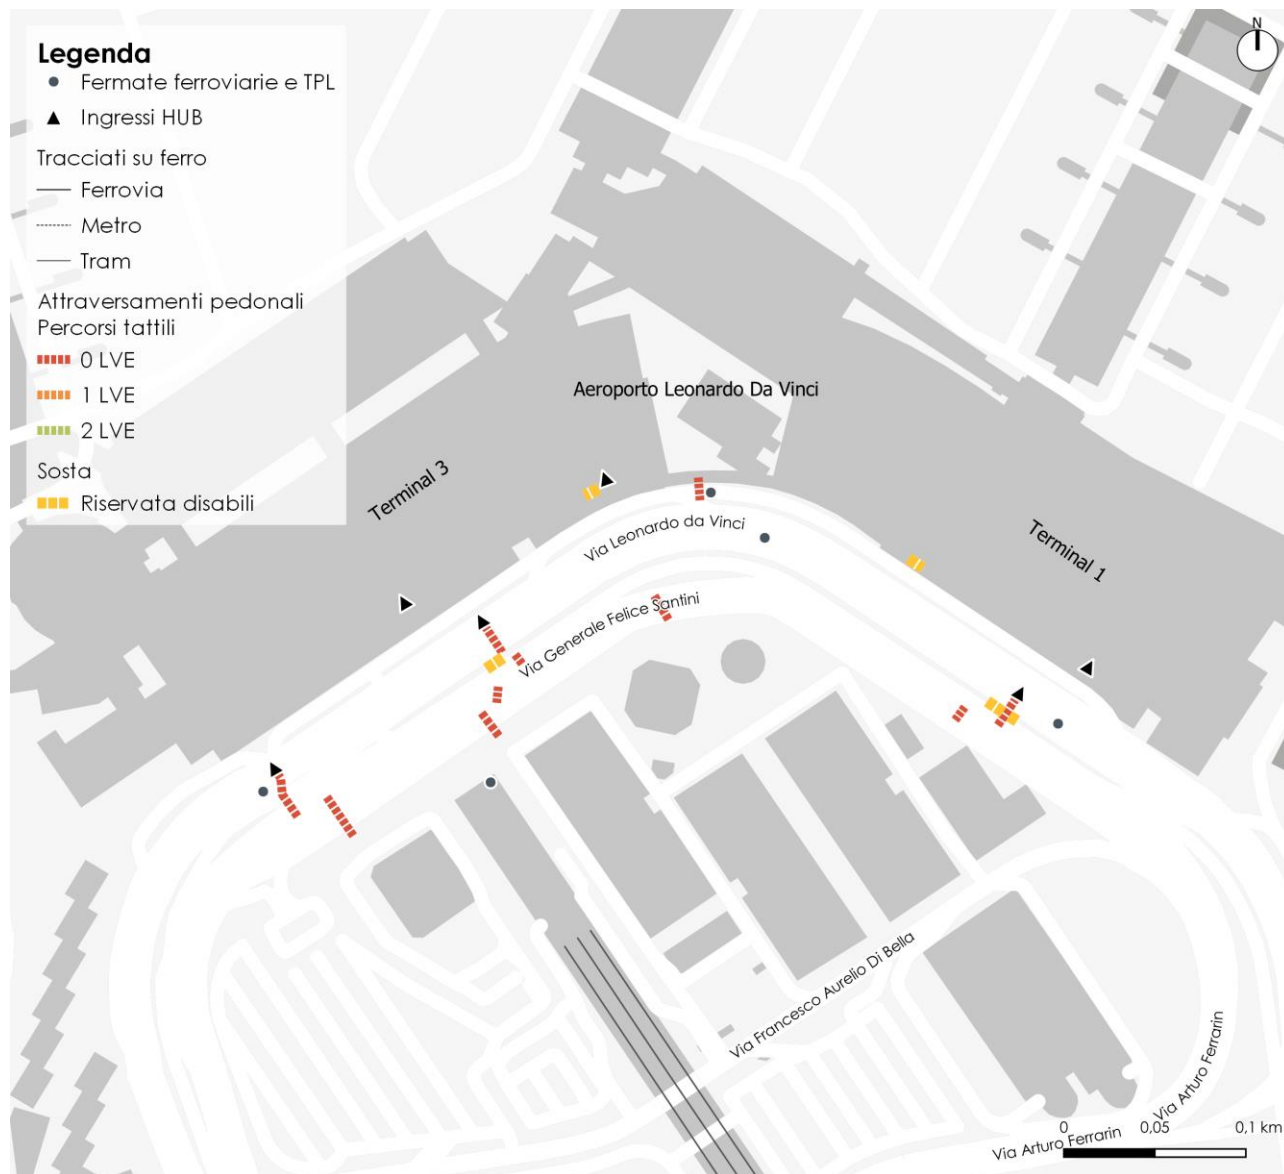 Legenda
Fermate ferroviarie e TPL
Ingressi HUB
Tracciati su ferro
Ferrovia
Metro
Tram
Attraversamenti pedonali
Percorsi tattili
0 LVE
1 LVE
2 LVE
Sosta
Riservata disabili
N
Aeroporto Leonardo Da Vinci
Terminal 3
Via Leonardo da Vinci
Terminal 1
Via Generale Felice Santini
Via Francesco Aurelio Di Bella
Via Arturo Ferrarin
Via Arturo Ferrarin
0 0,05 0,1 km